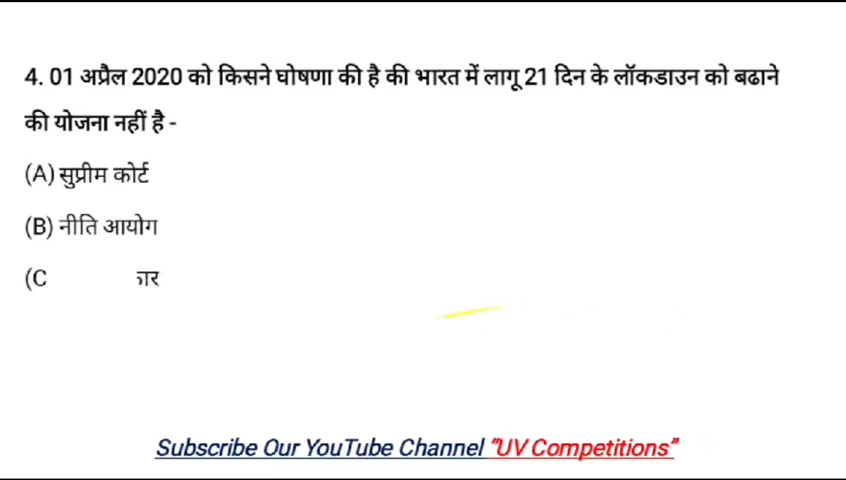 4. 01 अप्रैल 2020 को किसने घोषणा की है की भारत में लागू 21 दिन के लॉकडाउन को बढाने
की योजना नहीं है -
(A) सुप्रीम कोर्ट
(B) नीति आयोग
(C
Subscribe Our YouTube Channel “UV Competitions”